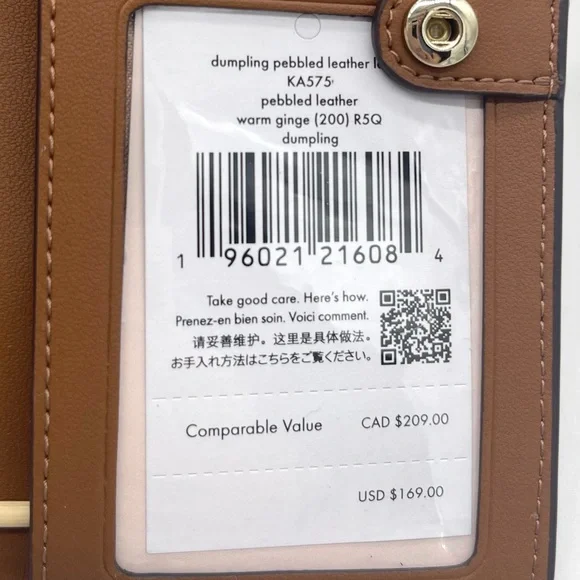 dumpling pebbled leather
KA575
pebbled leather
warm ginge (200) R5Q
dumpling
1 96021 21608 4
Take good care. Here's how.
Prenez-en bien soin. Voici comment.
请妥善维护。这里是具体做法。
お手入れ方法はこちらをご覧ください。
Comparable Value CAD $209.00
USD $169.00